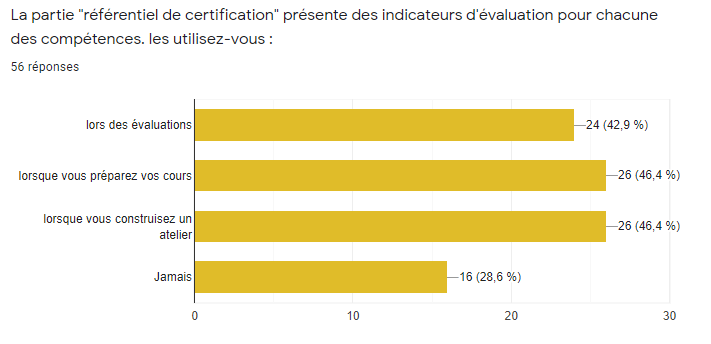 La partie "référentiel de certification" présente des indicateurs d'évaluation pour chacune
des compétences. les utilisez-vous :
56 réponses
lors des évaluations
24 (42,9 %)
lorsque vous préparez vos cours
26 (46,4 %)
lorsque vous construisez un
atelier
26 (46,4 %)
Jamais
16 (28,6 %)
0
10
20
30